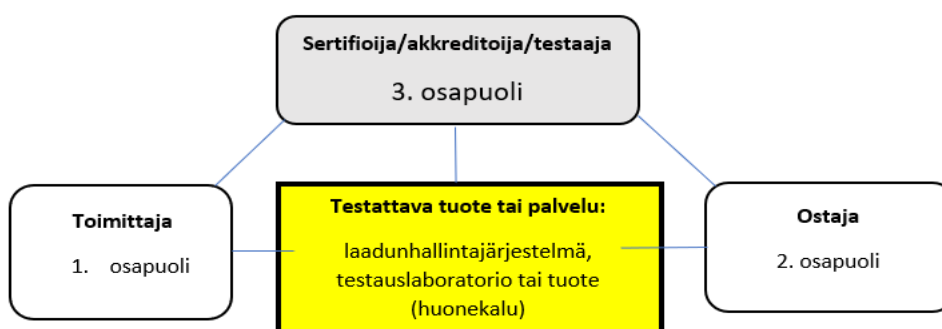 Sertifioija/akkreditoija/testaaja
3. osapuoli
Toimittaja
1. osapuoli
Testattava tuote tai palvelu:
laadunhallintajärjestelmä,
testauslaboratorio tai tuote
(huonekalu)
Ostaja
2. osapuoli